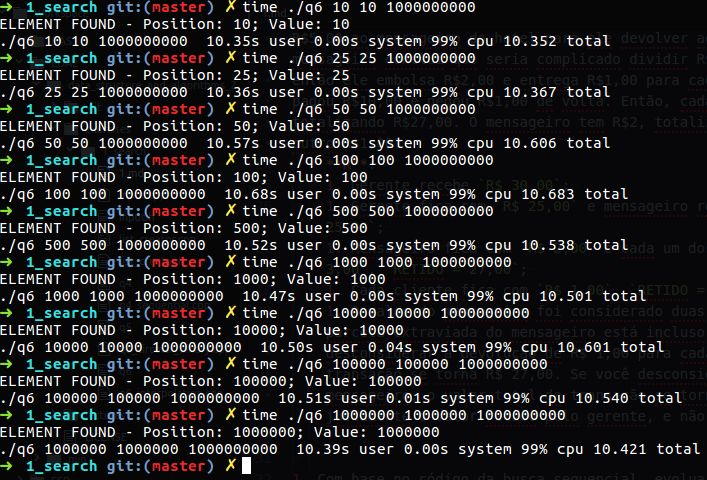 ➜ 1_search git:(master) ✗ time ./q6 10 10 1000000000
ELEMENT FOUND - Position: 10; Value: 10
./q6 10 10 1000000000 10.35s user 0.00s system 99% cpu 10.352 total
➜ 1_search git:(master) ✗ time ./q6 25 25 1000000000
ELEMENT FOUND - Position: 25; Value: 25
./q6 25 25 1000000000 10.36s user 0.00s system 99% cpu 10.367 total
➜ 1_search git:(master) ✗ time ./q6 50 50 1000000000
ELEMENT FOUND - Position: 50; Value: 50
./q6 50 50 1000000000 10.57s user 0.00s system 99% cpu 10.606 total
➜ 1_search git:(master) ✗ time ./q6 100 100 1000000000
ELEMENT FOUND - Position: 100; Value: 100
./q6 100 100 1000000000 10.68s user 0.00s system 99% cpu 10.683 total
➜ 1_search git:(master) ✗ time ./q6 500 500 1000000000
ELEMENT FOUND - Position: 500; Value: 500
./q6 500 500 1000000000 10.52s user 0.00s system 99% cpu 10.538 total
➜ 1_search git:(master) ✗ time ./q6 1000 1000 1000000000
ELEMENT FOUND - Position: 1000; Value: 1000
./q6 1000 1000 1000000000 10.47s user 0.00s system 99% cpu 10.501 total
➜ 1_search git:(master) ✗ time ./q6 10000 10000 1000000000
ELEMENT FOUND - Position: 10000; Value: 10000
./q6 10000 10000 1000000000 10.50s user 0.04s system 99% cpu 10.601 total
➜ 1_search git:(master) ✗ time ./q6 100000 100000 1000000000
ELEMENT FOUND - Position: 100000; Value: 100000
./q6 100000 100000 1000000000 10.51s user 0.01s system 99% cpu 10.540 total
➜ 1_search git:(master) ✗ time ./q6 1000000 1000000 1000000000
ELEMENT FOUND - Position: 1000000; Value: 1000000
./q6 1000000 1000000 1000000000 10.39s user 0.00s system 99% cpu 10.421 total
➜ 1_search git:(master) ✗